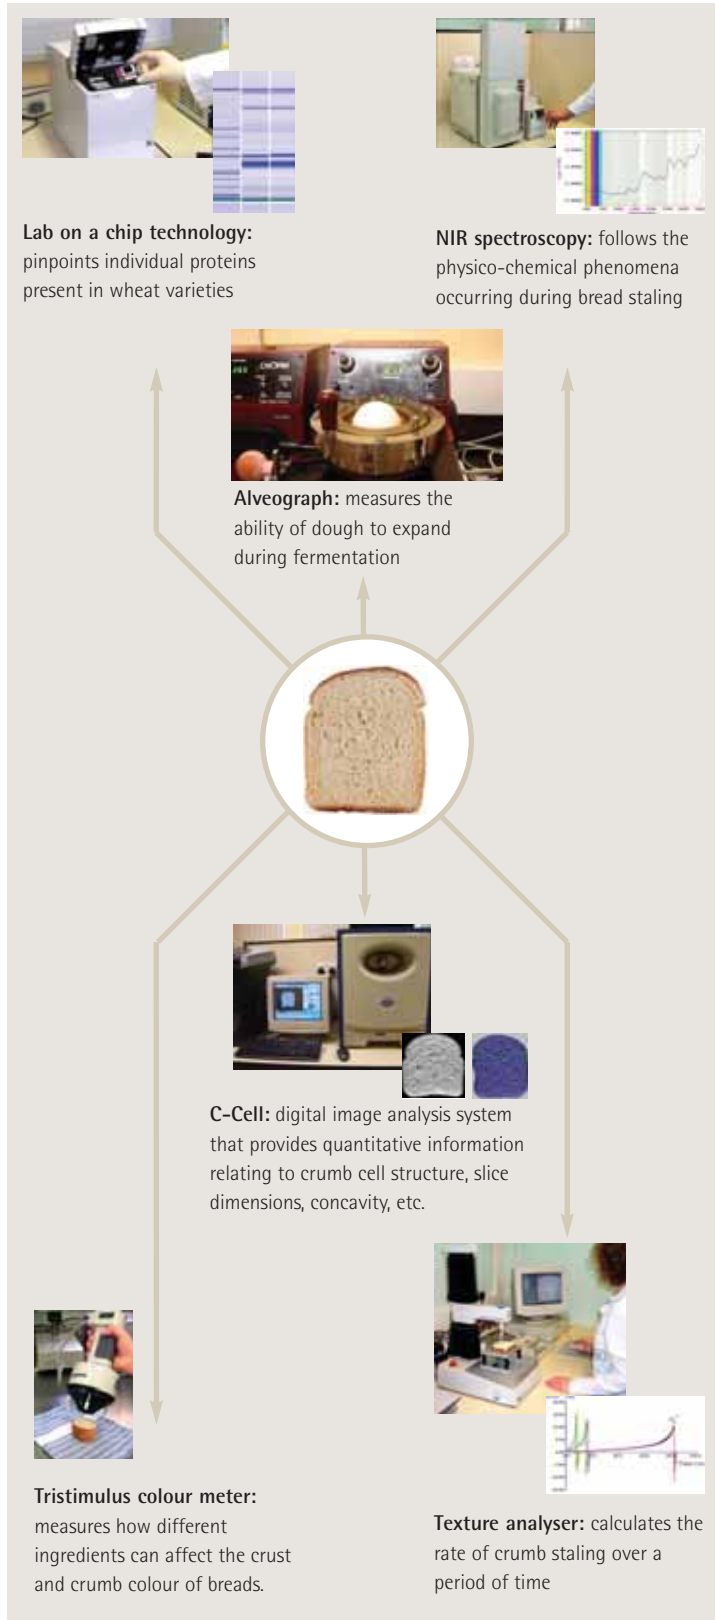 Lab on a chip technology:
pinpoints individual proteins
present in wheat varieties
NIR spectroscopy: follows the
physico-chemical phenomena
occurring during bread staling
Alveograph: measures the
ability of dough to expand
during fermentation
C-Cell: digital image analysis system
that provides quantitative information
relating to crumb cell structure, slice
dimensions, concavity, etc.
Tristimulus colour meter:
measures how different
ingredients can affect the crust
and crumb colour of breads.
Texture analyser: calculates the
rate of crumb staling over a
period of time